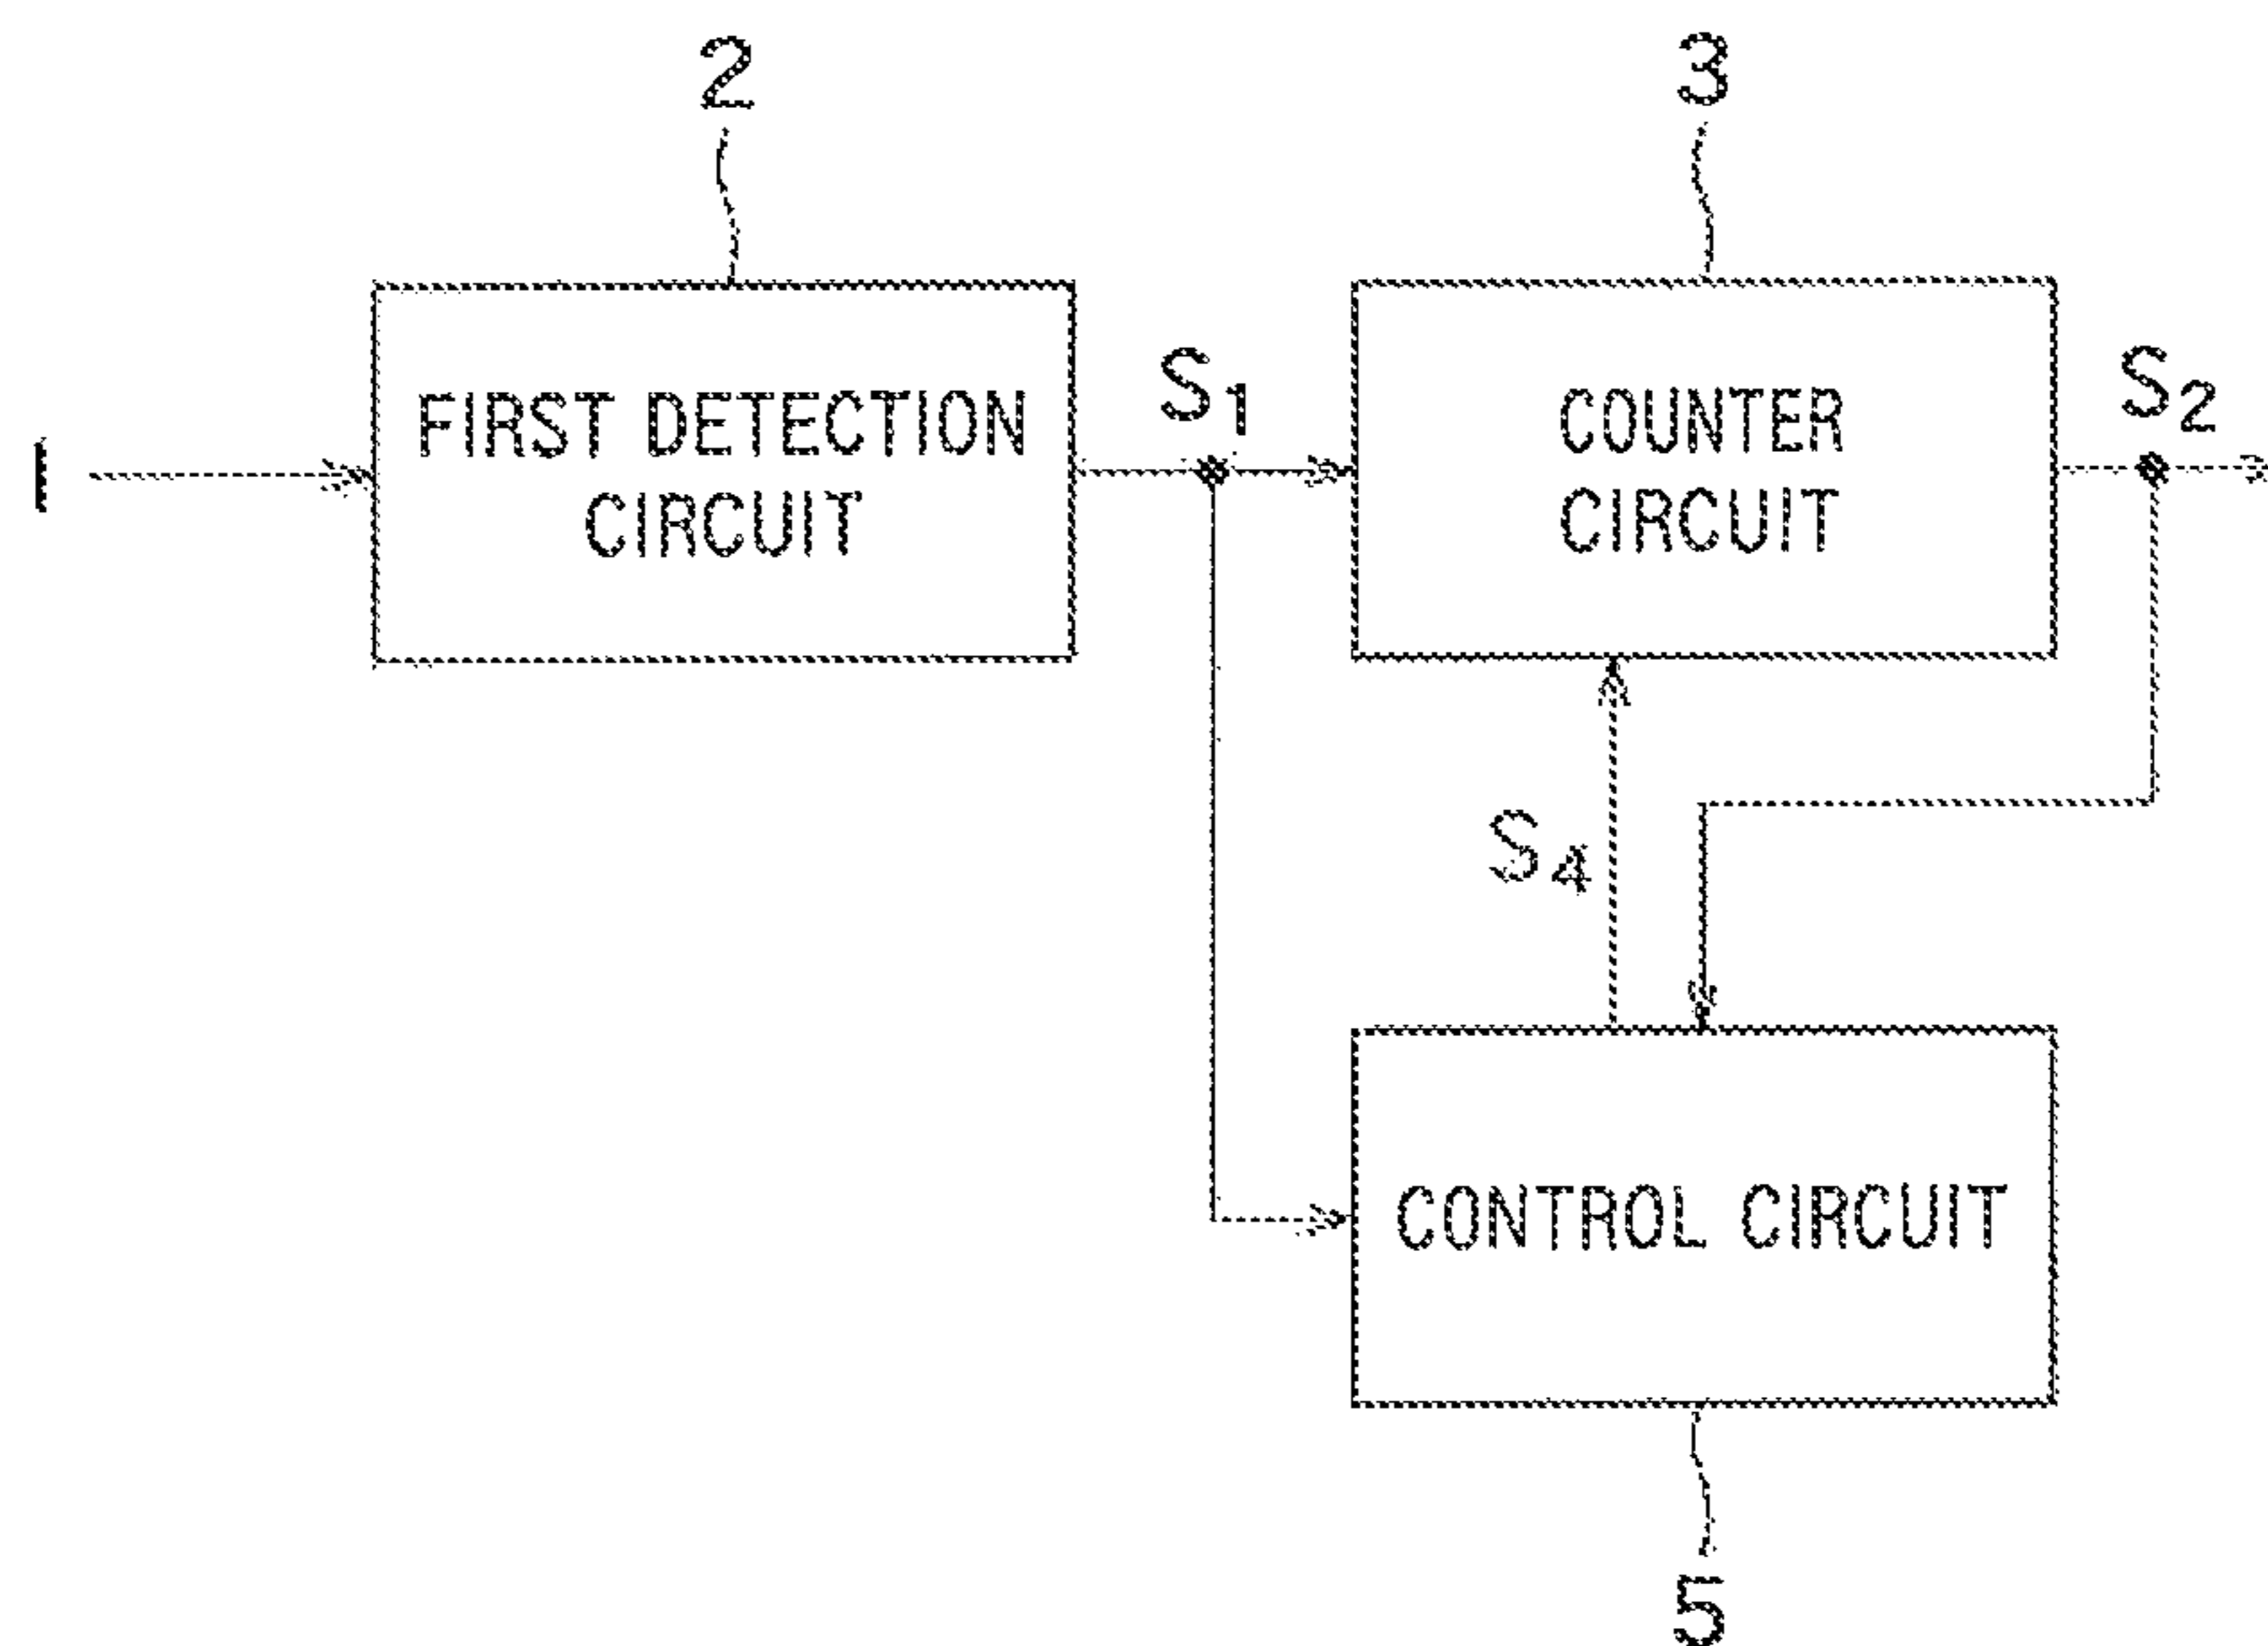 2
3
FIRST DETECTION
CIRCUIT
S1
COUNTER
CIRCUIT
S2
I
S4
CONTROL CIRCUIT
5